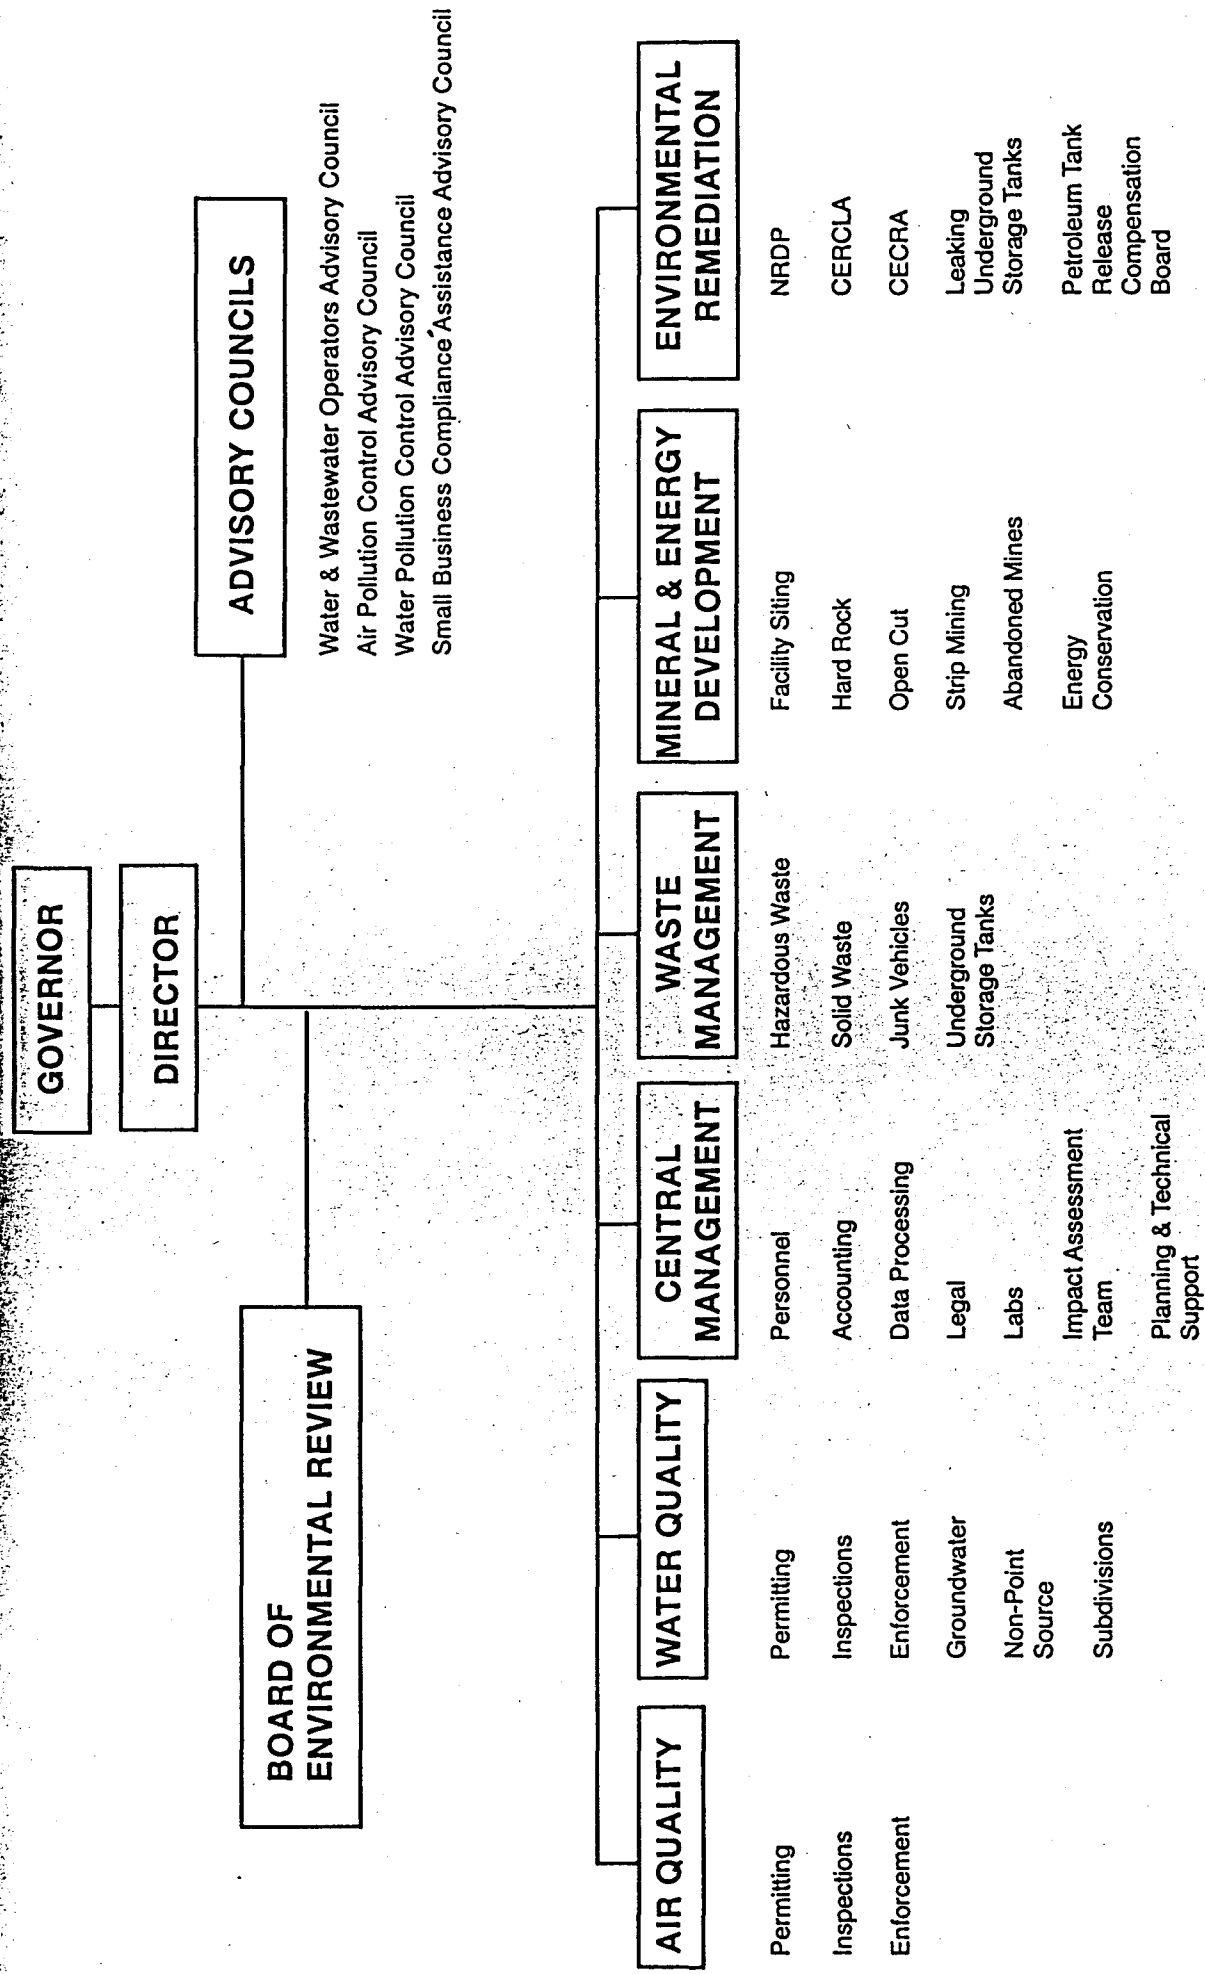 GOVERNOR
DIRECTOR
BOARD OF
ENVIRONMENTAL REVIEW
ADVISORY COUNCILS
Water & Wastewater Operators Advisory Council
Air Pollution Control Advisory Council
Water Pollution Control Advisory Council
Small Business Compliance Assistance Advisory Council
AIR QUALITY
Permitting
Inspections
Enforcement
WATER QUALITY
Permitting
Inspections
Enforcement
Groundwater
Non-Point
Source
Subdivisions
CENTRAL
MANAGEMENT
Personnel
Accounting
Data Processing
Legal
Labs
Impact Assessment
Team
Planning & Technical
Support
WASTE
MANAGEMENT
Hazardous Waste
Solid Waste
Junk Vehicles
Underground
Storage Tanks
MINERAL & ENERGY
DEVELOPMENT
Facility Siting
Hard Rock
Open Cut
Strip Mining
Abandoned Mines
Energy
Conservation
ENVIRONMENTAL
REMEDIATION
NRDP
CERCLA
CECRA
Leaking
Underground
Storage Tanks
Petroleum Tank
Release
Compensation
Board